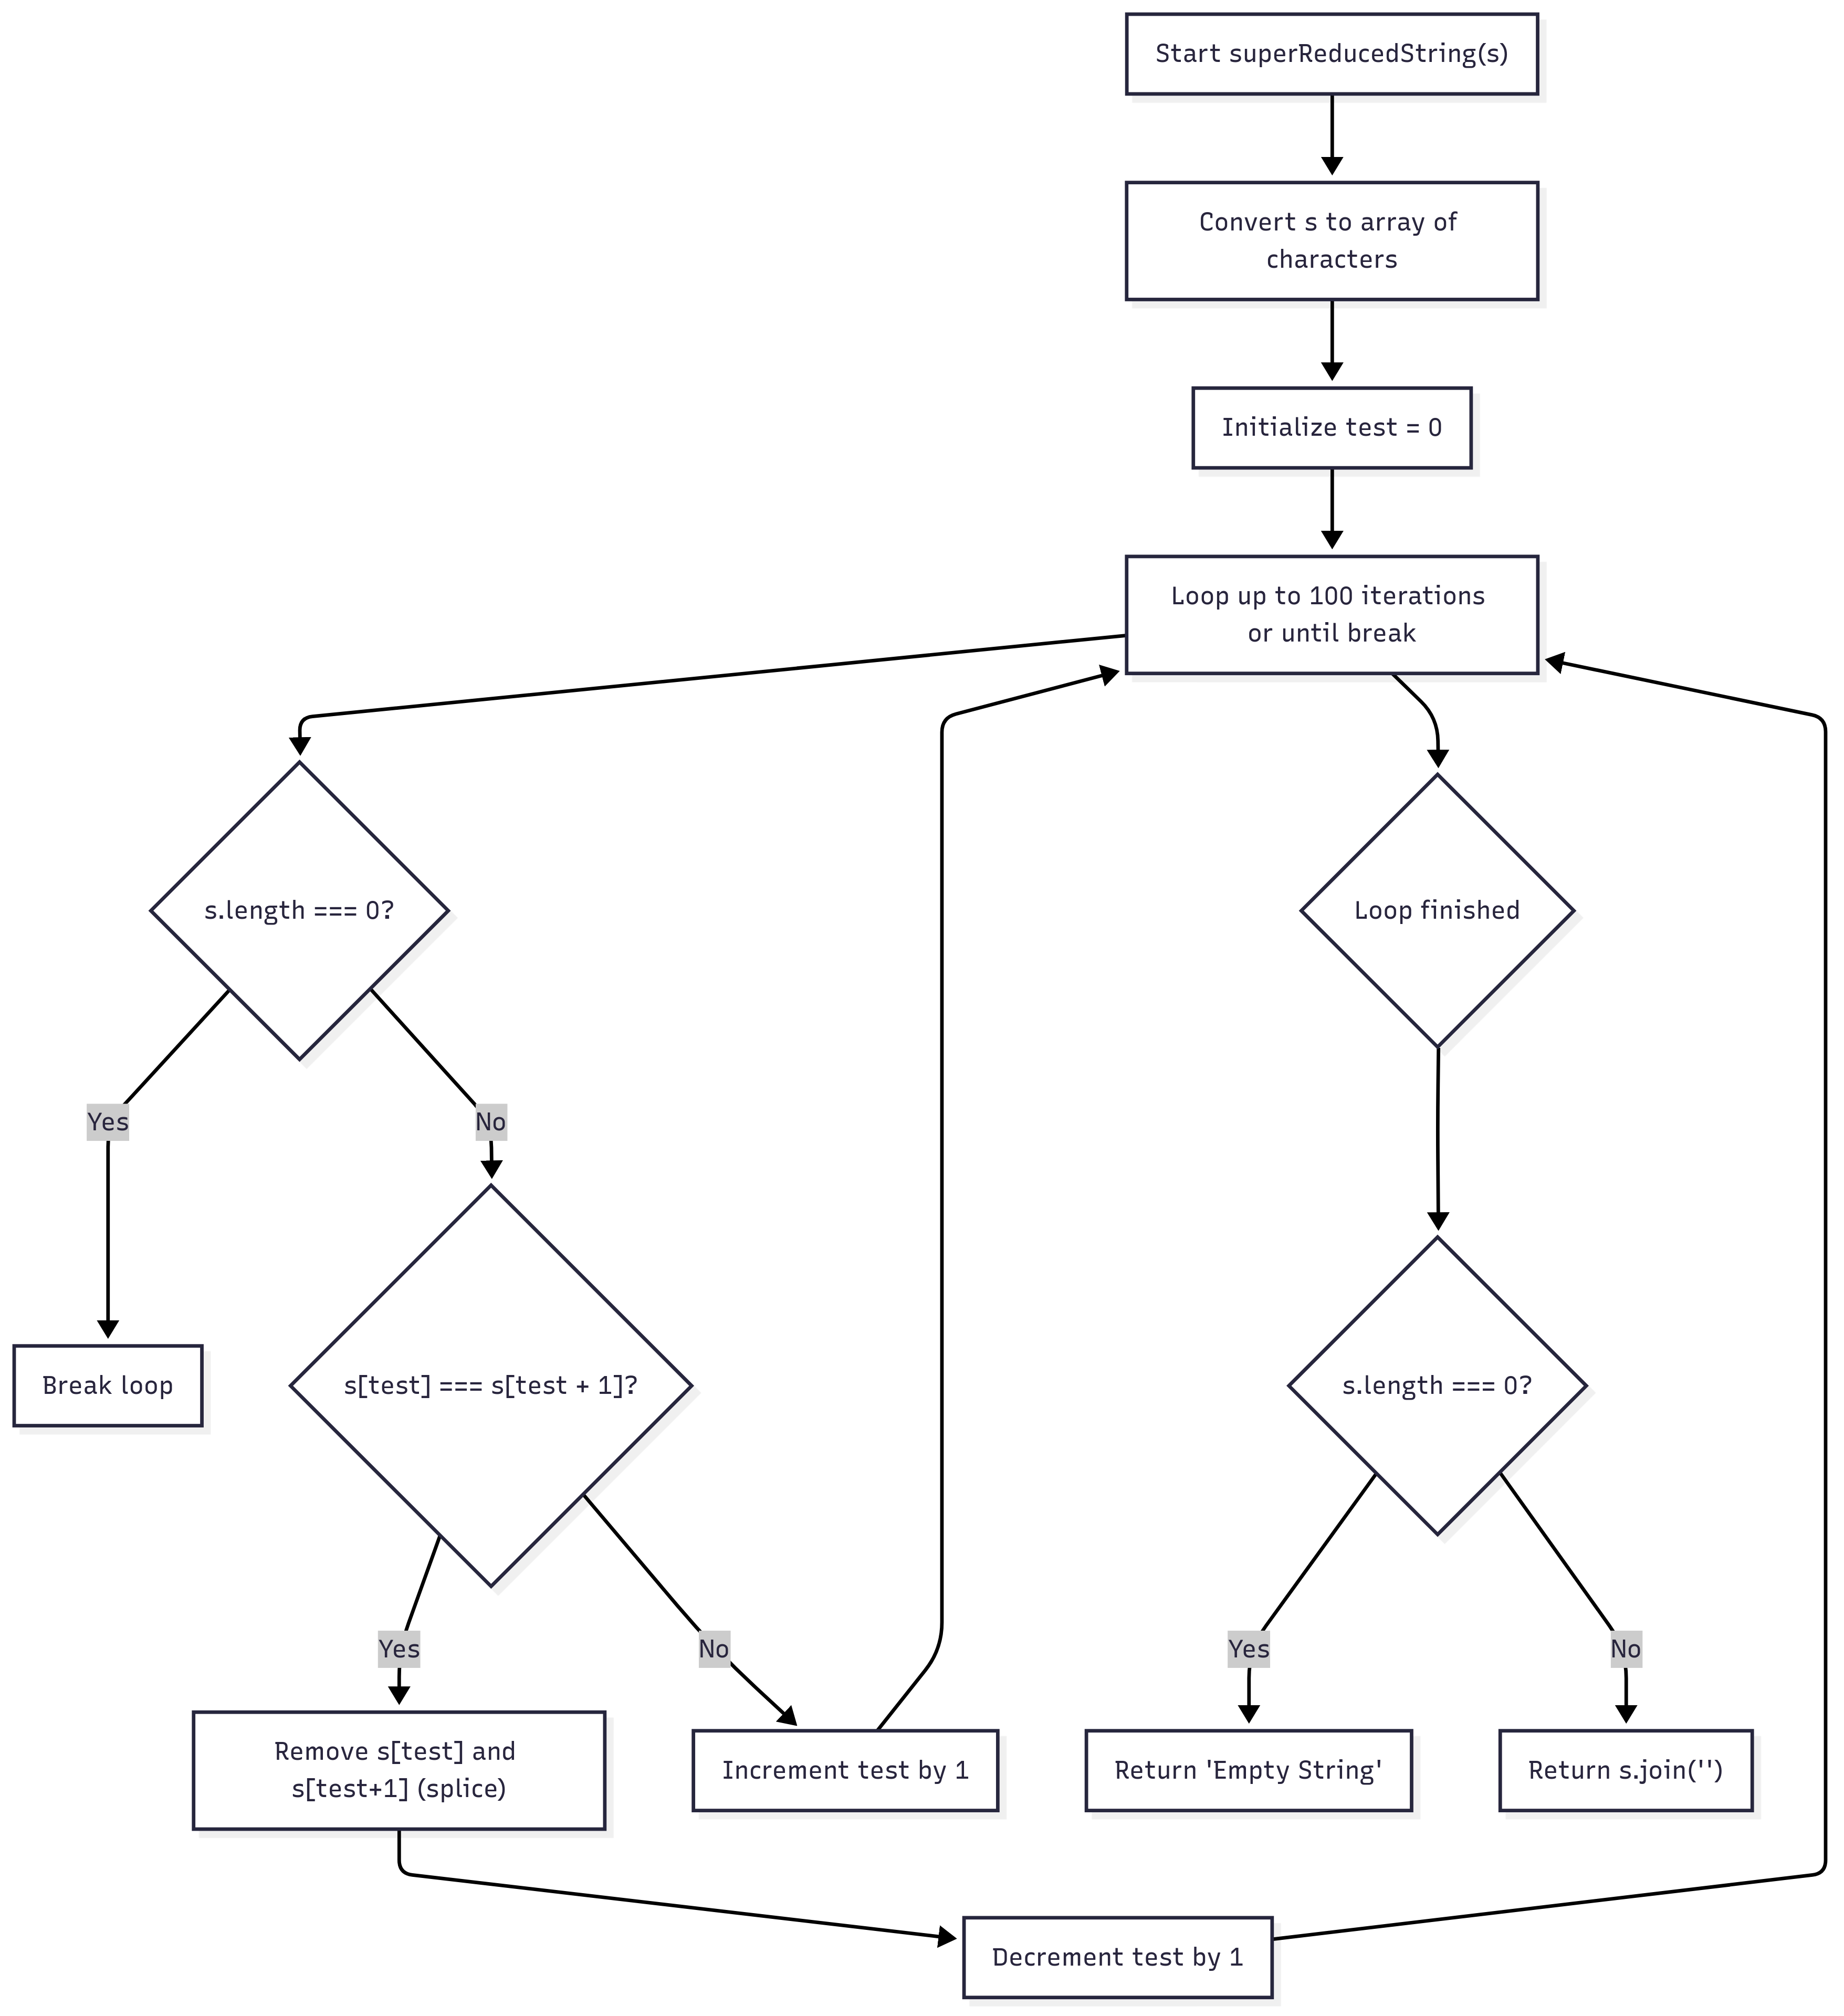 Start superReducedString(s)
Convert s to array of
characters
Initialize test = 0
Loop up to 100 iterations
or until break
s.length === 0?
Loop finished
Yes
No
Break loop
s[test] === s[test + 1]?
s.length === 0?
Yes
No
Yes
No
Remove s[test] and
s[test+1] (splice)
Increment test by 1
Return 'Empty String'
Return s.join('')
Decrement test by 1